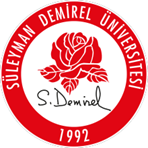 SÜLEYMAN DEMİREL ÜNİVERSİTESİ
S. Demirel
1992